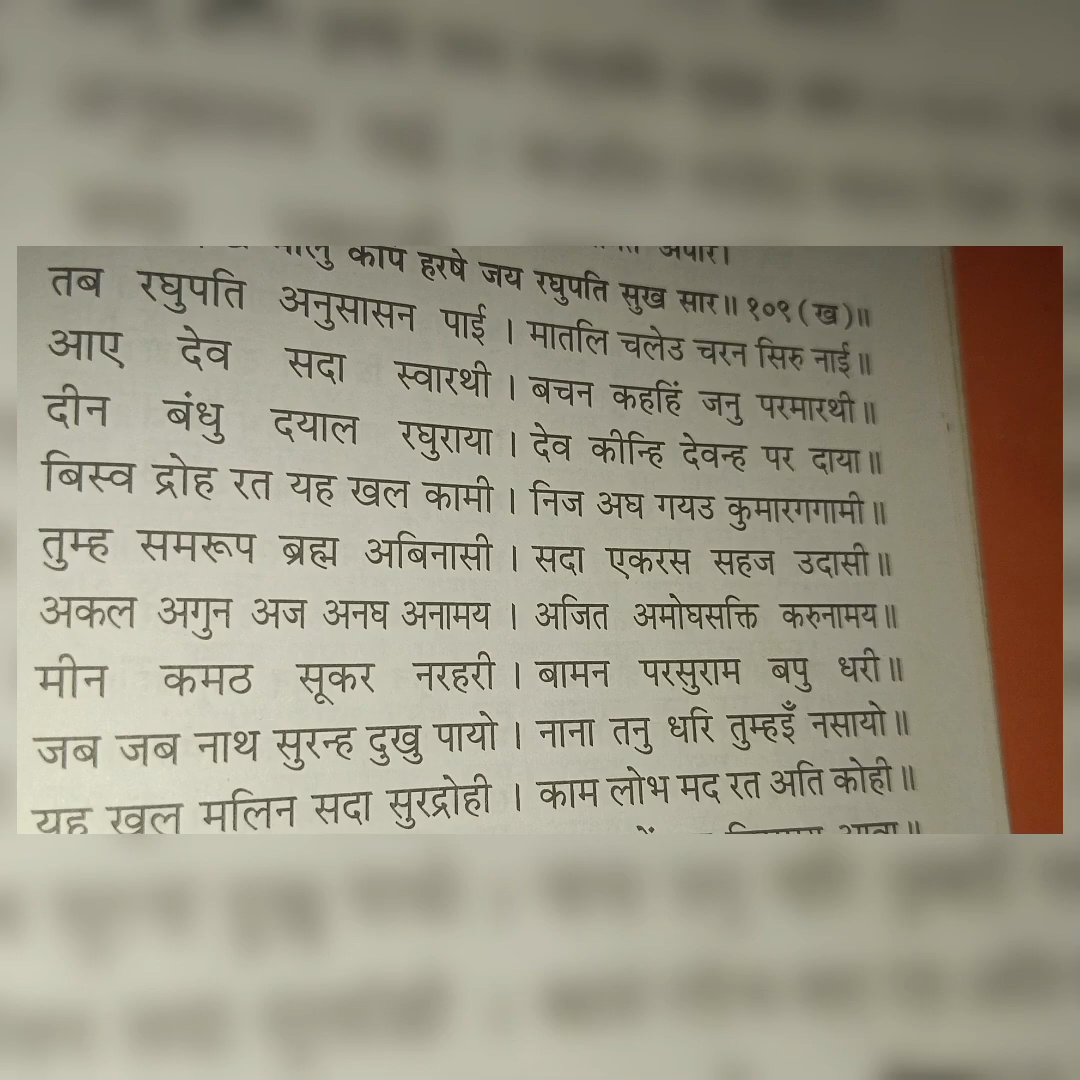 हरषे जय रघुपति सुख सार॥ १०९ (ख)॥
तब रघुपति अनुसासन पाई । मातलि चलेउ चरन सिरु नाई॥
आए देव सदा स्वारथी । बचन कहहिं जनु परमारथी॥
दीन बंधु दयाल रघुराया । देव कीन्हि देवन्ह पर दाया॥
बिस्व द्रोह रत यह खल कामी । निज अघ गयउ कुमारगगामी॥
तुम्ह समरूप ब्रह्म अबिनासी । सदा एकरस सहज उदासी॥
अकल अगुन अज अनघ अनामय । अजित अमोघसक्ति करुनामय॥
मीन कमठ सूकर नरहरी । बामन परसुराम बपु धरी॥
जब जब नाथ सुरन्ह दुखु पायो । नाना तनु धरि तुम्हइँ नसायो॥
यह खल मलिन सदा सुरद्रोही । काम लोभ मद रत अति कोही॥